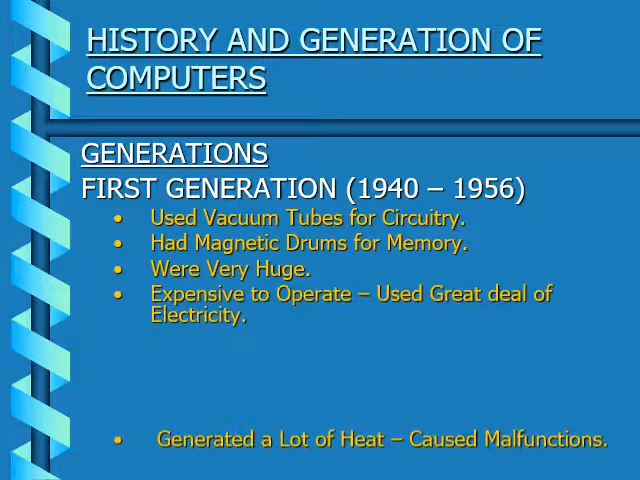 HISTORY AND GENERATION OF
COMPUTERS
GENERATIONS
FIRST GENERATION (1940 – 1956)
• Used Vacuum Tubes for Circuitry.
• Had Magnetic Drums for Memory.
• Were Very Huge.
• Expensive to Operate – Used Great deal of
Electricity.
• Generated a Lot of Heat – Caused Malfunctions.